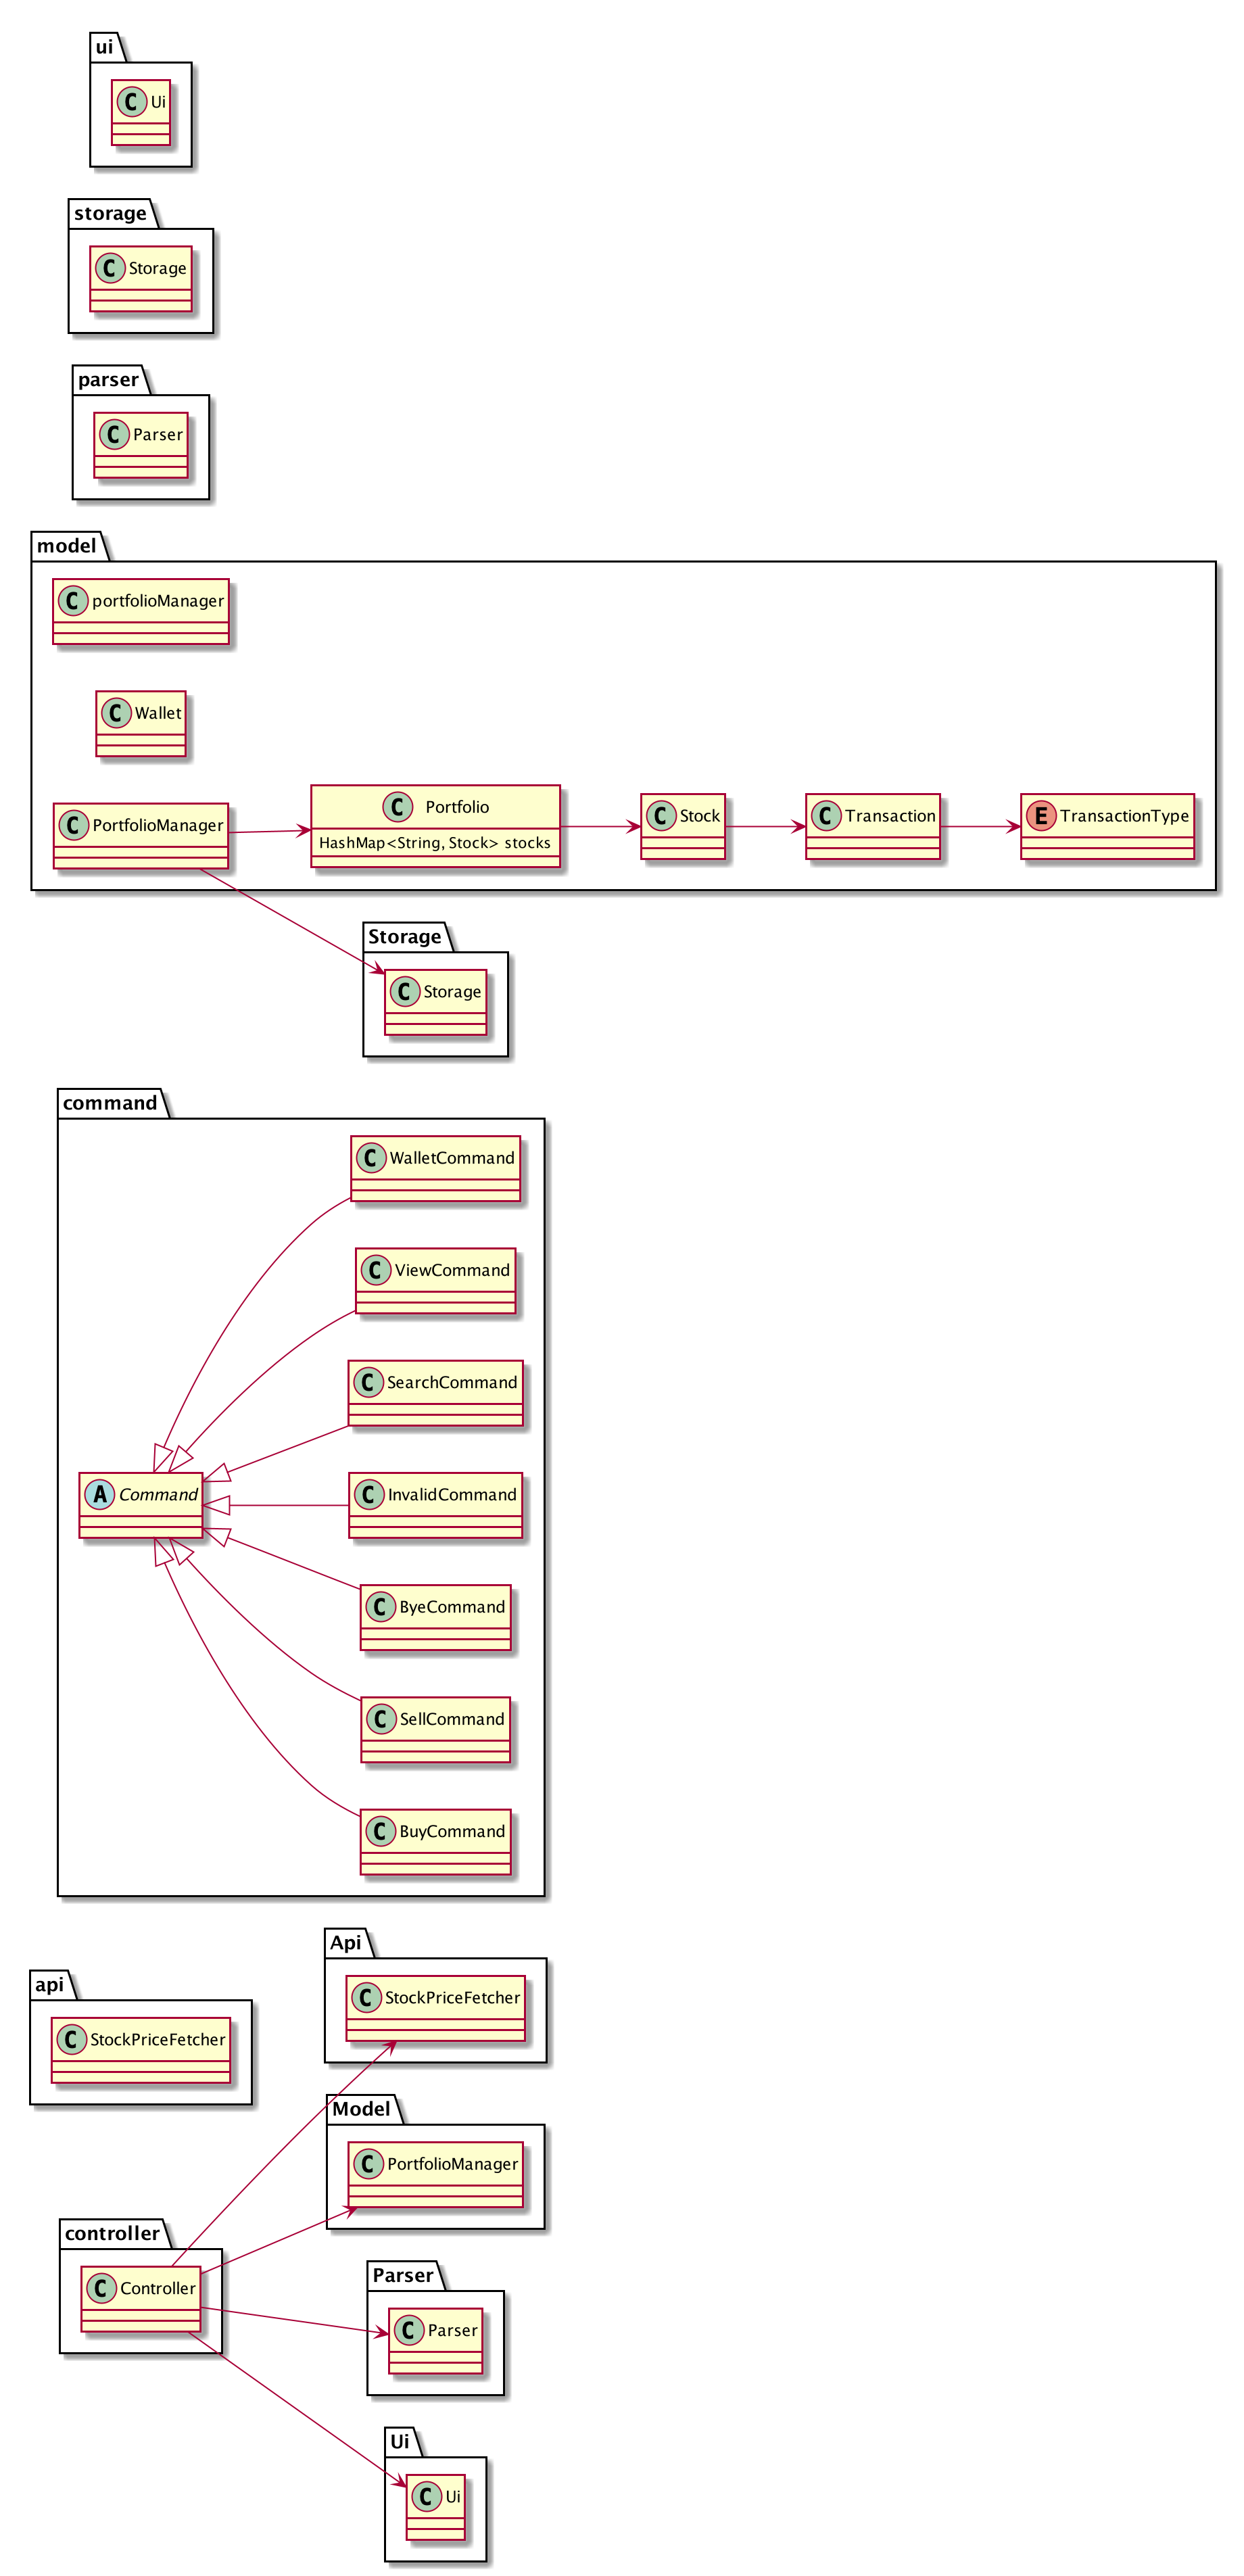 ui
C Ui
storage
C Storage
parser
C Parser
model
C portfolioManager
C Wallet
C PortfolioManager
C Portfolio
HashMap<String, Stock> stocks
C Stock
C Transaction
E TransactionType
Storage
C Storage
command
C WalletCommand
C ViewCommand
C SearchCommand
A Command
C InvalidCommand
C ByeCommand
C SellCommand
C BuyCommand
api
C StockPriceFetcher
Api
C StockPriceFetcher
Model
C PortfolioManager
controller
C Controller
Parser
C Parser
Ui
C Ui